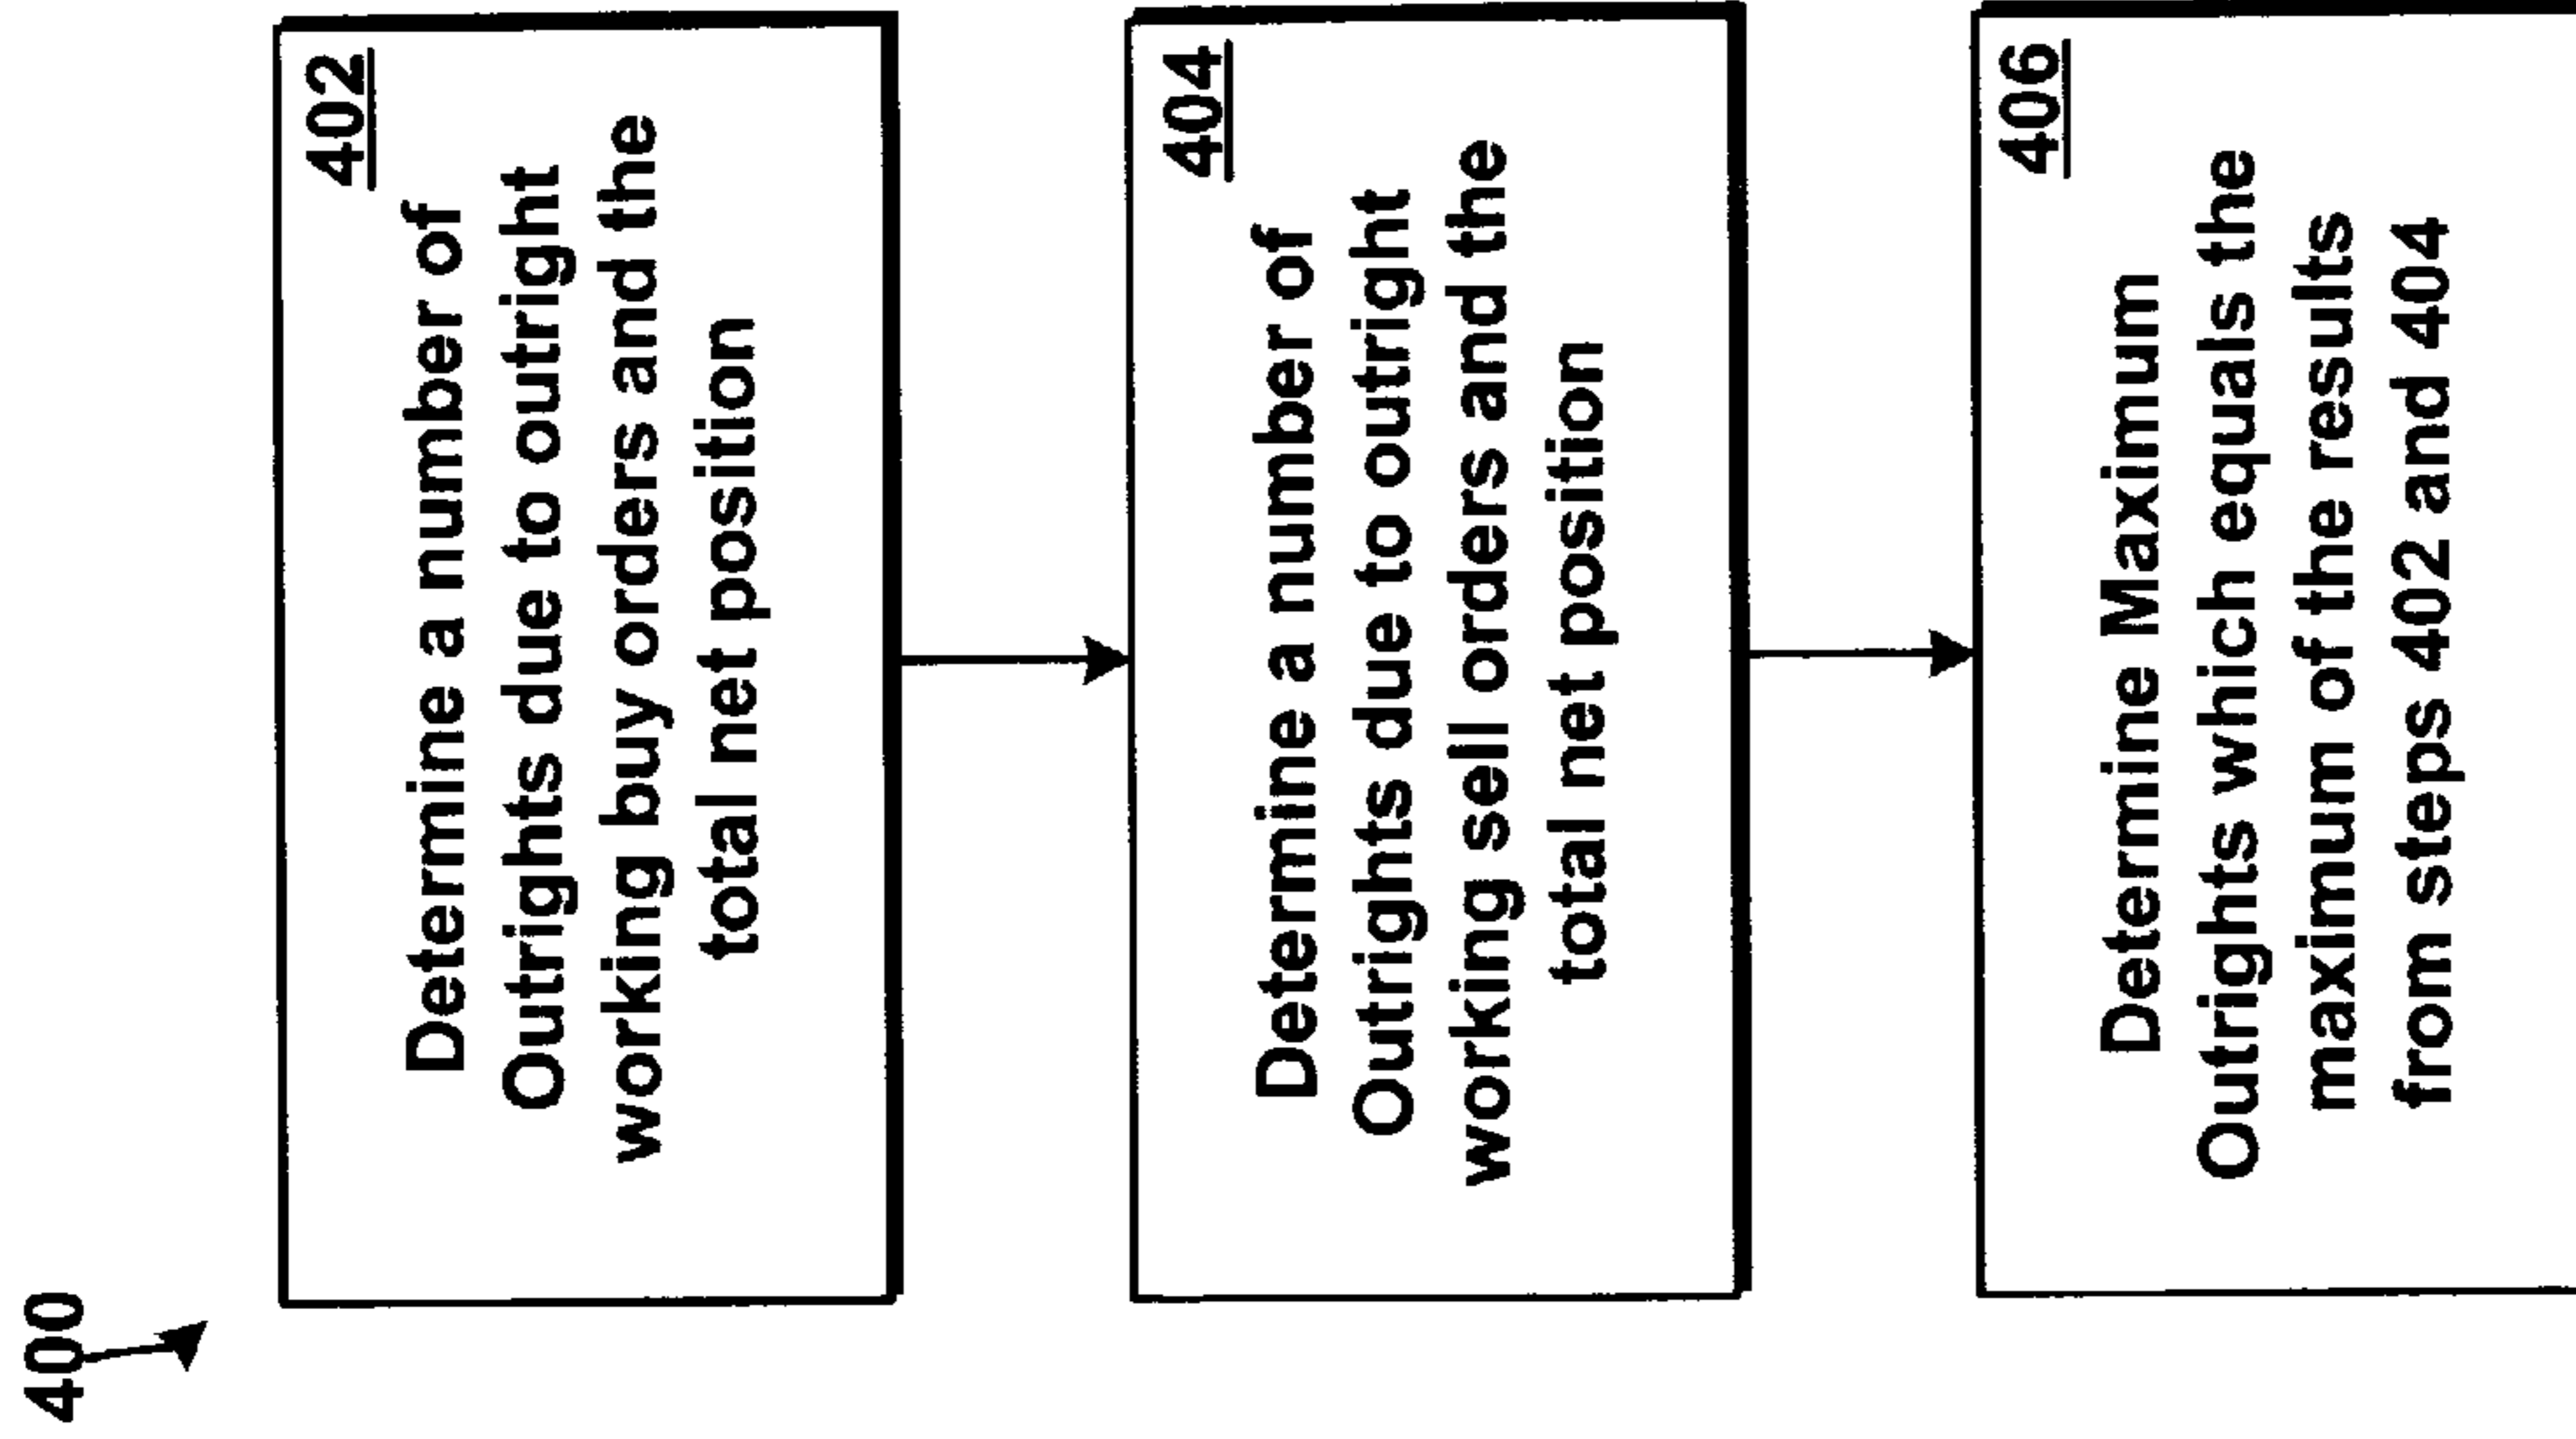 400
402
Determine a number of
Outrights due to outright
working buy orders and the
total net position
404
Determine a number of
Outrights due to outright
working sell orders and the
total net position
406
Determine Maximum
Outrights which equals the
maximum of the results
from steps 402 and 404